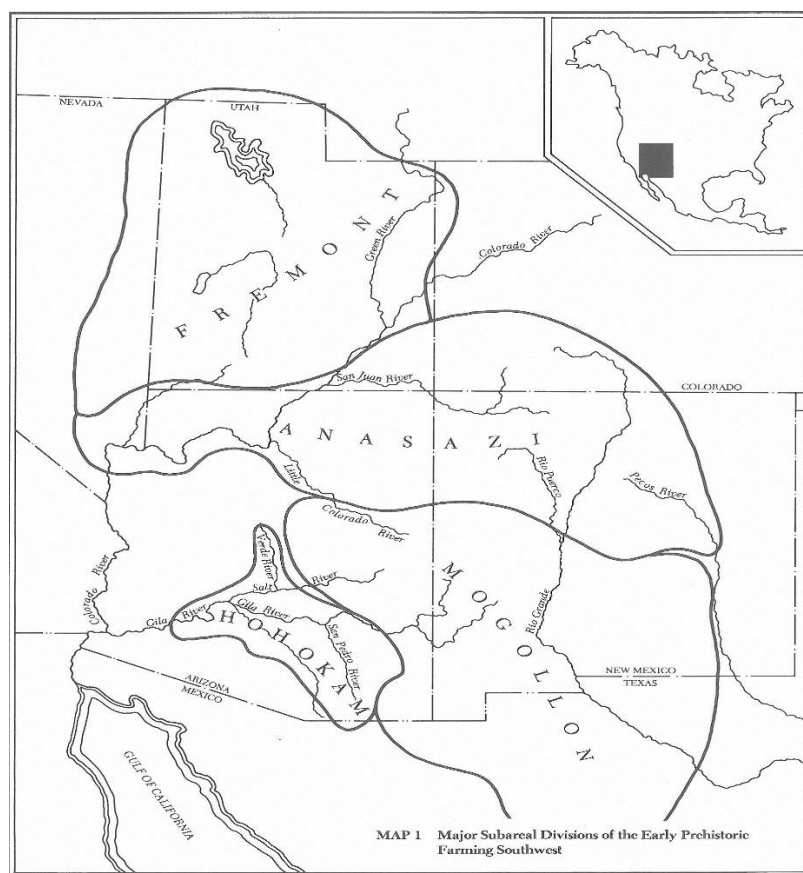 NEVADA
UTAH
FREMONT
Green River
Colorado River
San Juan River
COLORADO
ANASAZI
Little
Colorado River
Rio Puerco
Pecos River
Colorado River
Verde River
Salt River
Gila River
Gila River
HOHOKAM
San Pedro River
MOGOLLON
Rio Grande
NEW MEXICO
TEXAS
ARIZONA
MEXICO
GULF OF CALIFORNIA
MAP 1 Major Subareal Divisions of the Early Prehistoric
Farming Southwest